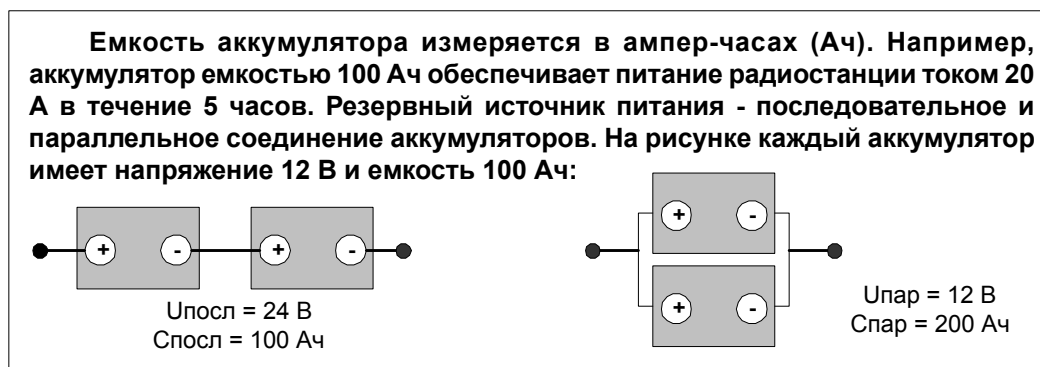 Емкость аккумулятора измеряется в ампер-часах (Ач). Например,
аккумулятор емкостью 100 Ач обеспечивает питание радиостанции током 20
А в течение 5 часов. Резервный источник питания - последовательное и
параллельное соединение аккумуляторов. На рисунке каждый аккумулятор
имеет напряжение 12 В и емкость 100 Ач:
+ - + -
Uпосл = 24 В
Спосл = 100 Ач
+ -
+ -
Uпар = 12 В
Спар = 200 Ач